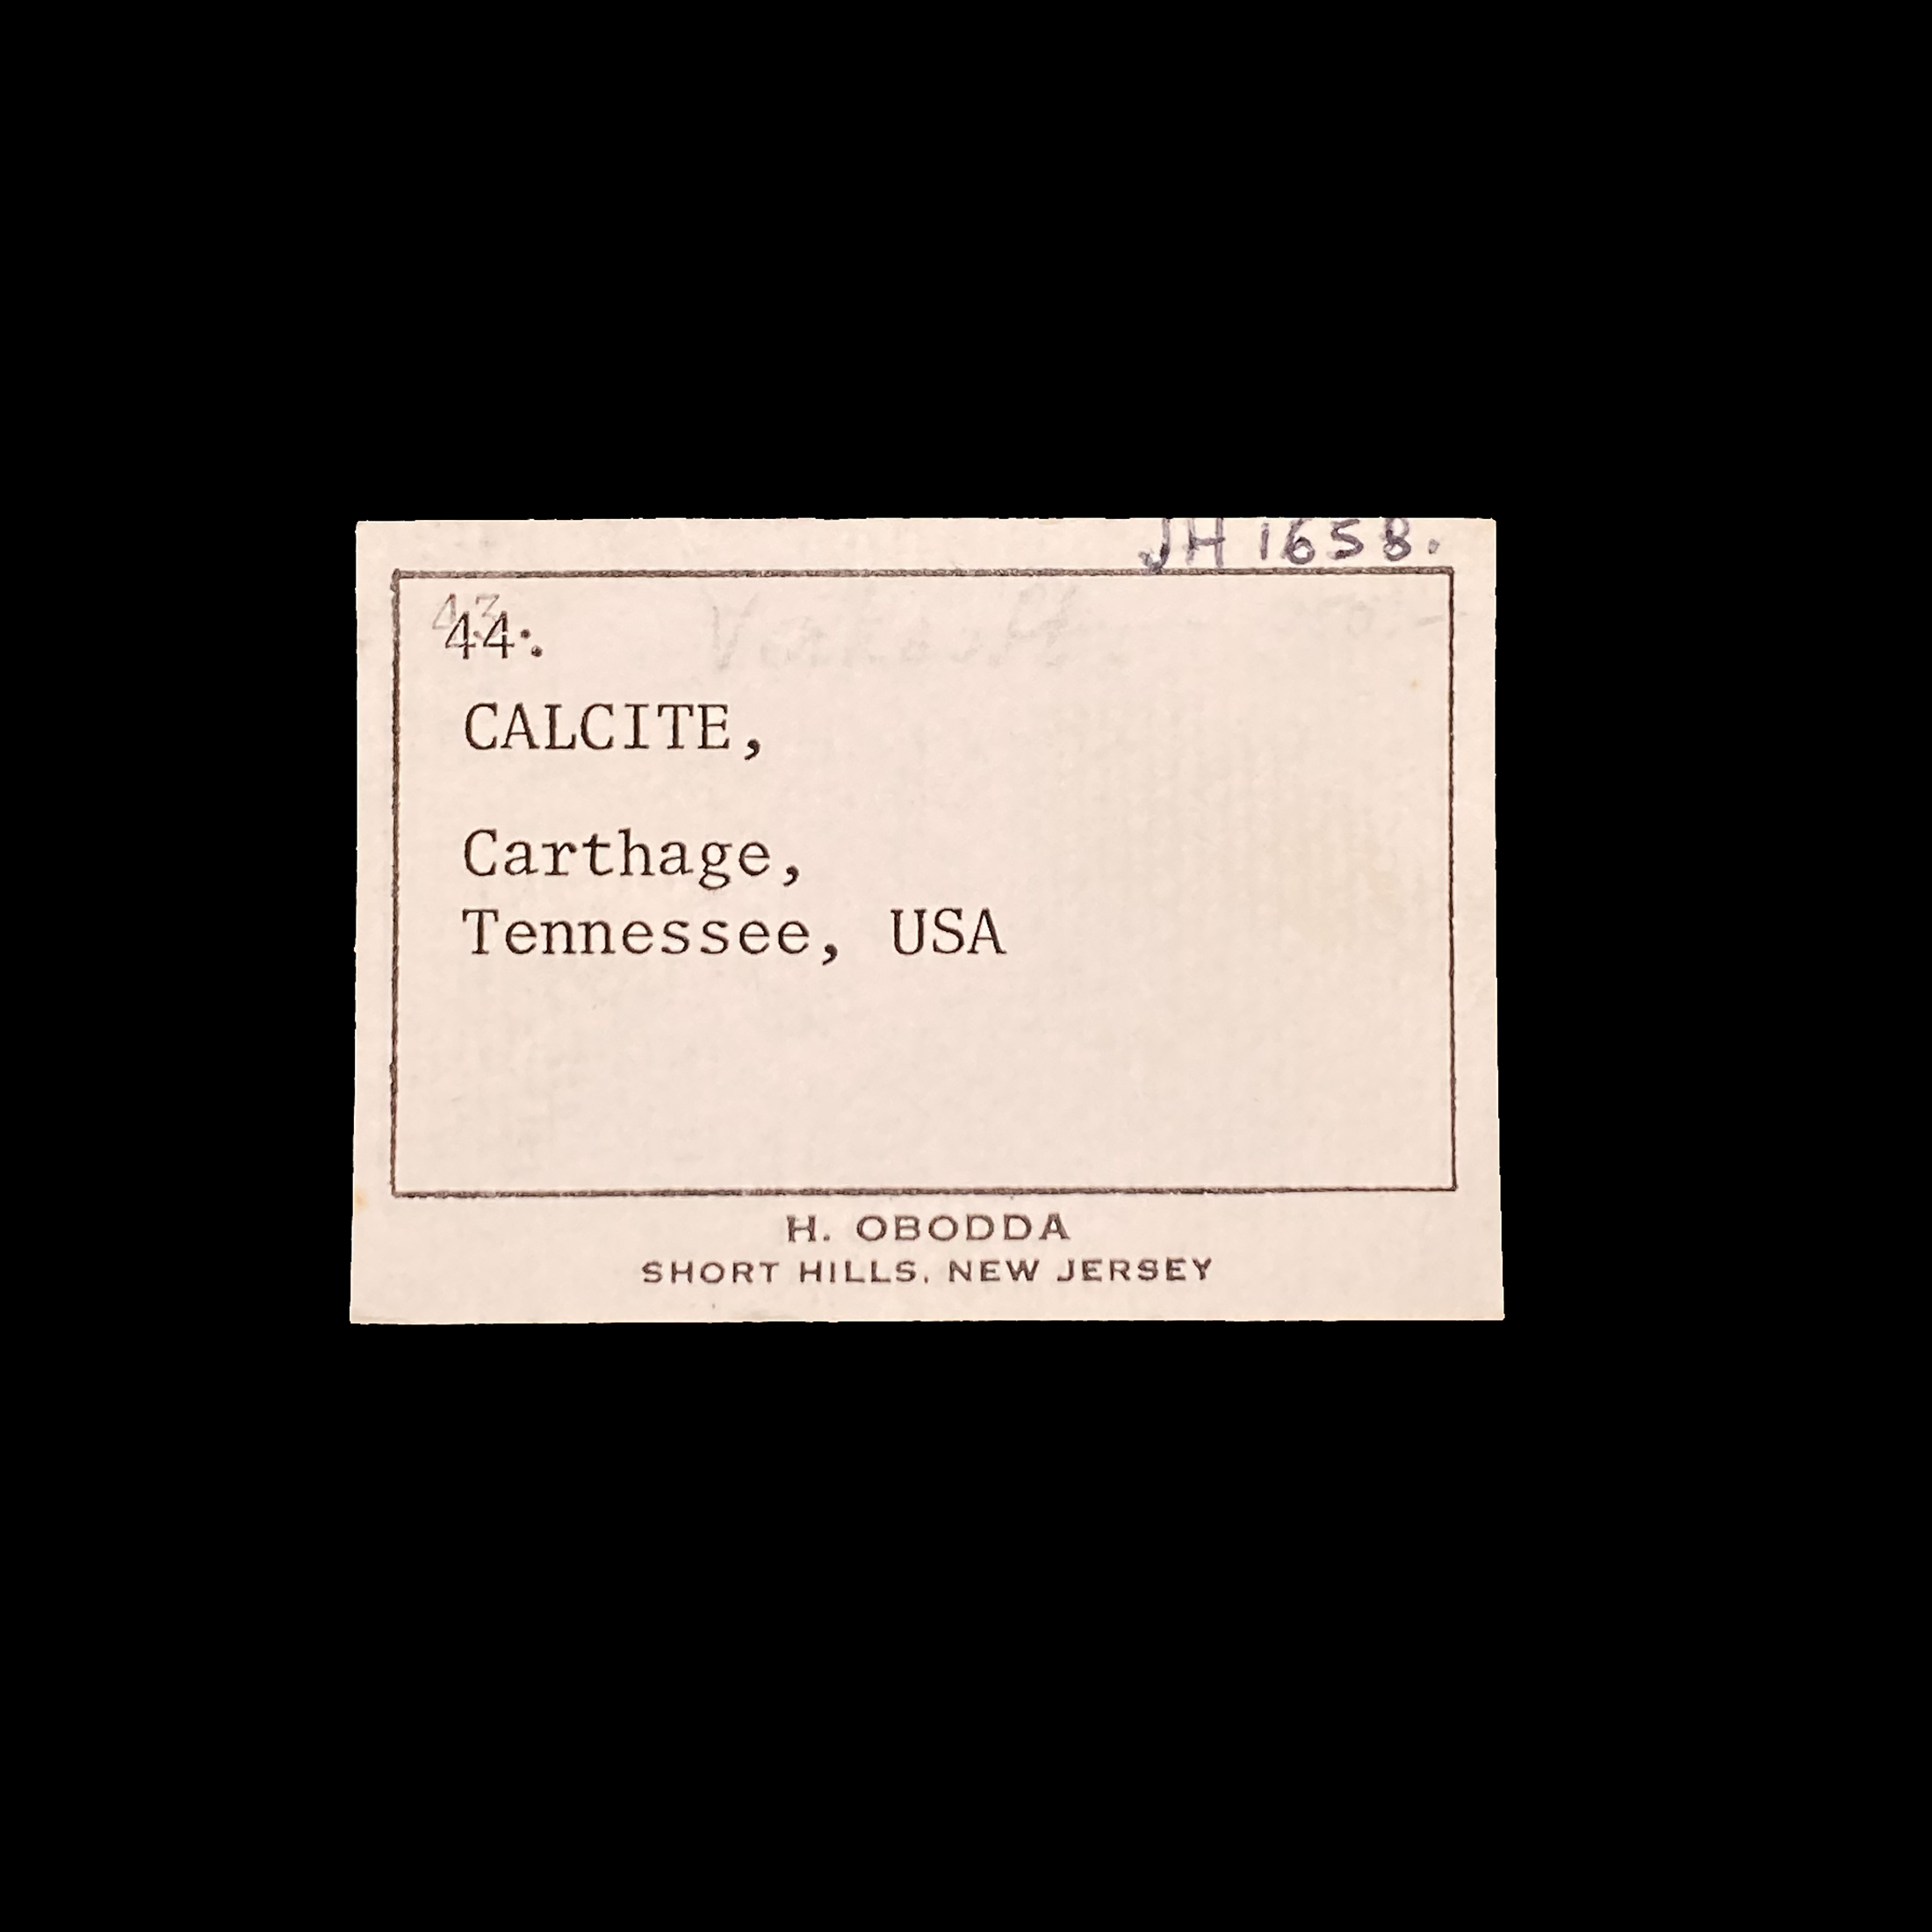 JH 1658.
44.
CALCITE,
Carthage,
Tennessee, USA
H. OBODDA
SHORT HILLS, NEW JERSEY